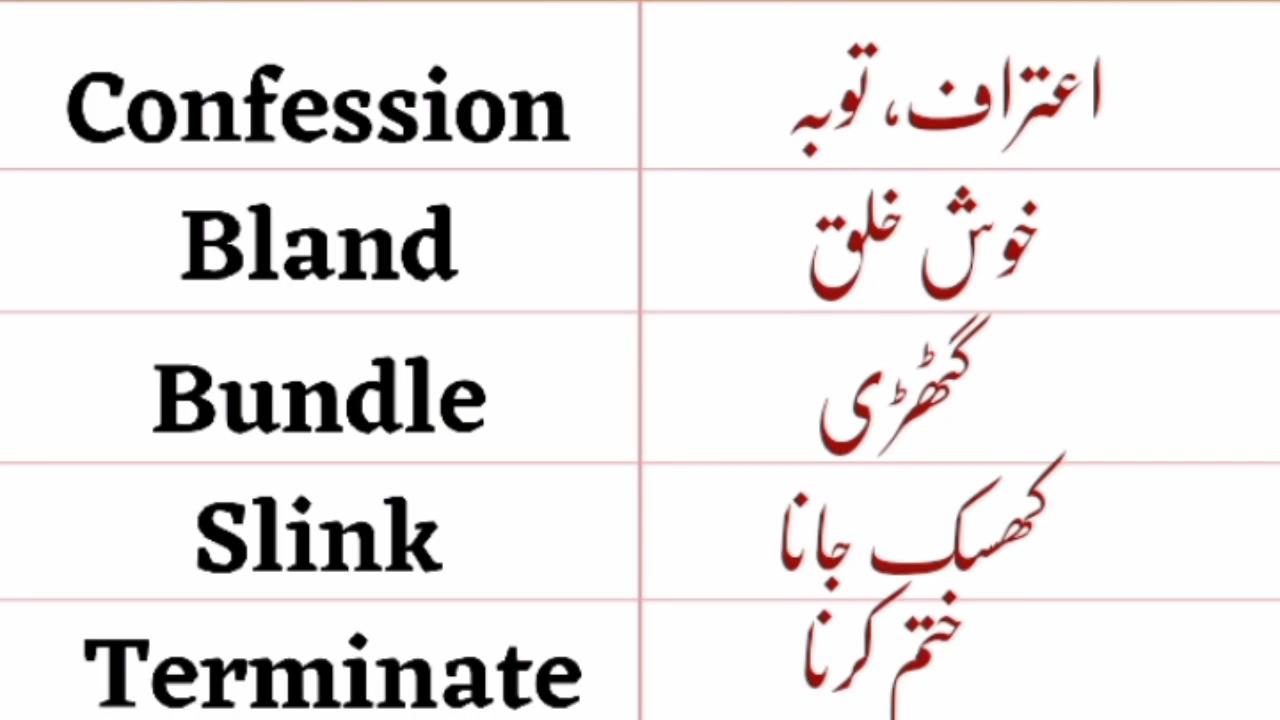 Confession اعتراف، توبہ
Bland خوش خلق
Bundle گٹھڑی
Slink کھسک جانا
Terminate ختم کرنا